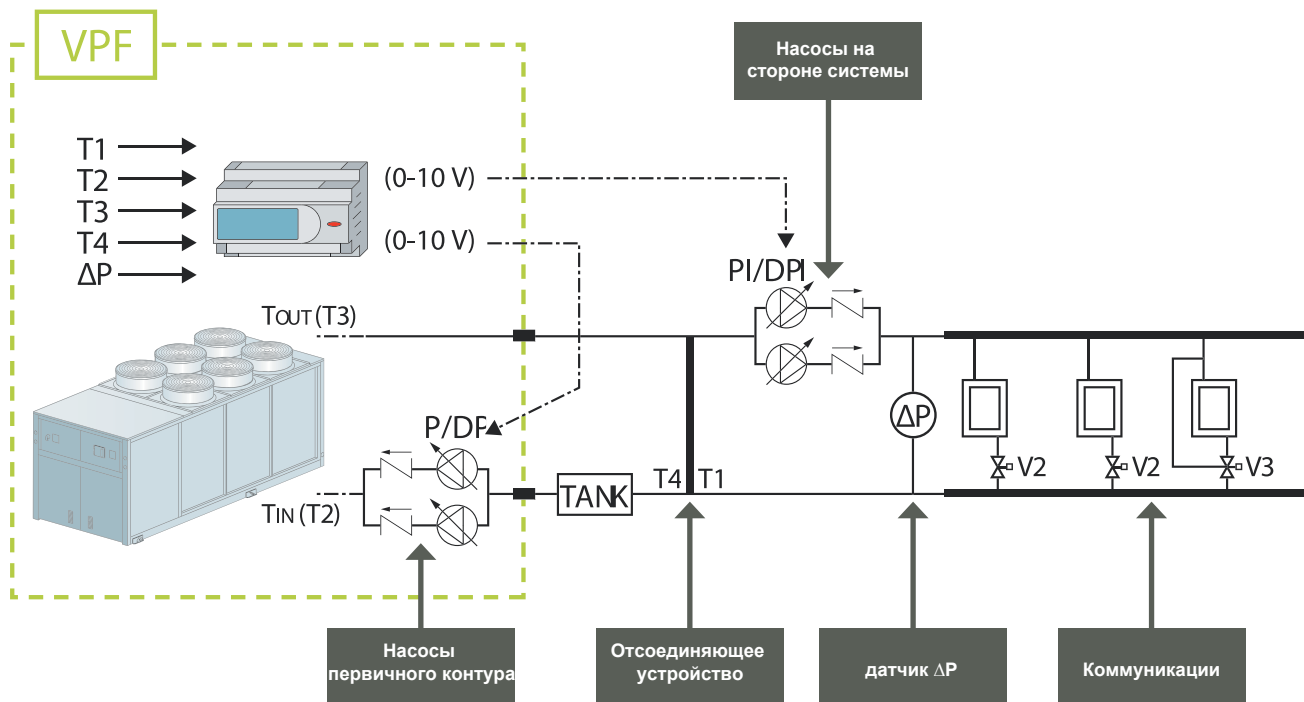 VPF
Насосы на
стороне системы
T1
T2
T3
T4
ΔP
(0-10 V)
(0-10 V)
PI/DPI
TOUT (T3)
P/DP
TIN (T2)
TANK
T4
T1
ΔP
V2
V2
V3
Насосы
первичного контура
Отсоединяющее
устройство
датчик ΔP
Коммуникации